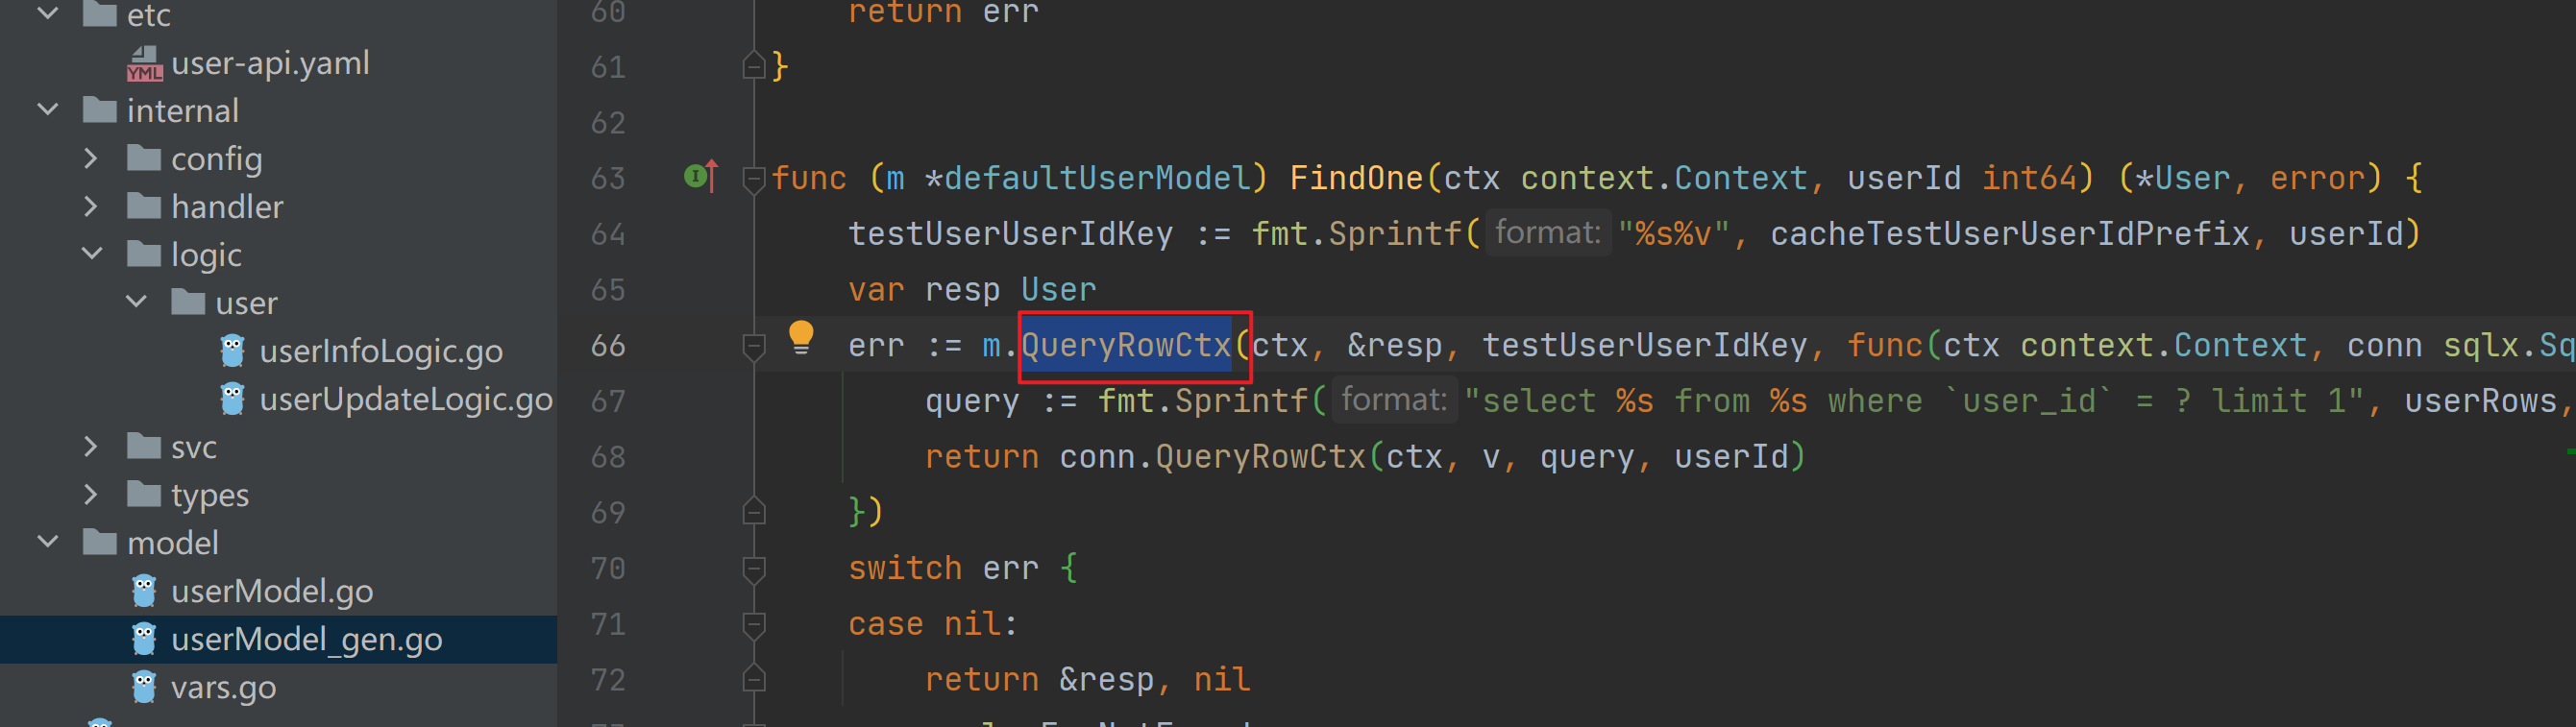 etc
user-api.yaml
internal
config
handler
logic
user
userInfoLogic.go
userUpdateLogic.go
svc
types
model
userModel.go
userModel_gen.go
vars.go
60 return err
61 }
62
63 func (m *defaultUserModel) FindOne(ctx context.Context, userId int64) (*User, error) {
64 testUserUserIdKey := fmt.Sprintf( format: "%s%v", cacheTestUserUserIdPrefix, userId)
65 var resp User
66 err := m.QueryRowCtx(ctx, &resp, testUserUserIdKey, func(ctx context.Context, conn sqlx.Sq
67 query := fmt.Sprintf( format: "select %s from %s where `user_id` = ? limit 1", userRows,
68 return conn.QueryRowCtx(ctx, v, query, userId)
69 })
70 switch err {
71 case nil:
72 return &resp, nil